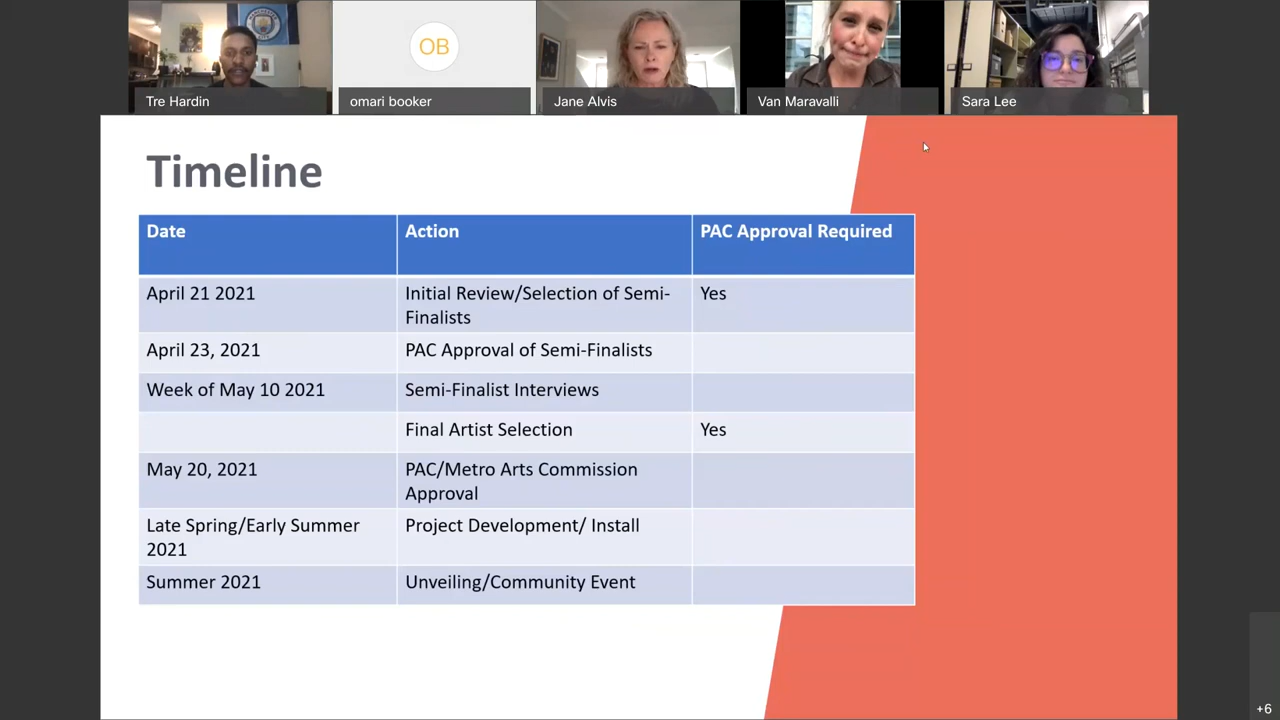 OB
Tre Hardin
omari booker
Jane Alvis
Van Maravalli
Sara Lee
Timeline
Date Action PAC Approval Required
April 21 2021 Initial Review/Selection of Semi-
Finalists Yes
April 23, 2021 PAC Approval of Semi-Finalists
Week of May 10 2021 Semi-Finalist Interviews
Final Artist Selection Yes
May 20, 2021 PAC/Metro Arts Commission
Approval
Late Spring/Early Summer
2021 Project Development/ Install
Summer 2021 Unveiling/Community Event
+6